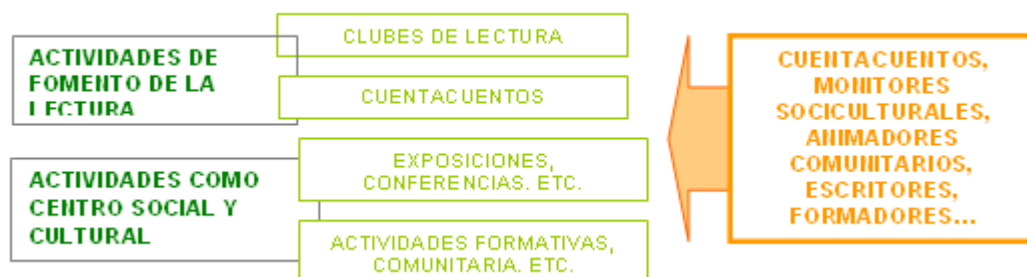 ACTIVIDADES DE
FOMENTO DE LA
LECTURA
CLUBES DE LECTURA
CUENTACUENTOS
ACTIVIDADES COMO
CENTRO SOCIAL Y
CULTURAL
EXPOSICIONES,
CONFERENCIAS. ETC.
ACTIVIDADES FORMATIVAS,
COMUNITARIA. ETC.
CUENTACUENTOS,
MONITORES
SOCICULTURALES,
ANIMADORES
COMUNITARIOS,
ESCRITORES,
FORMADORES...